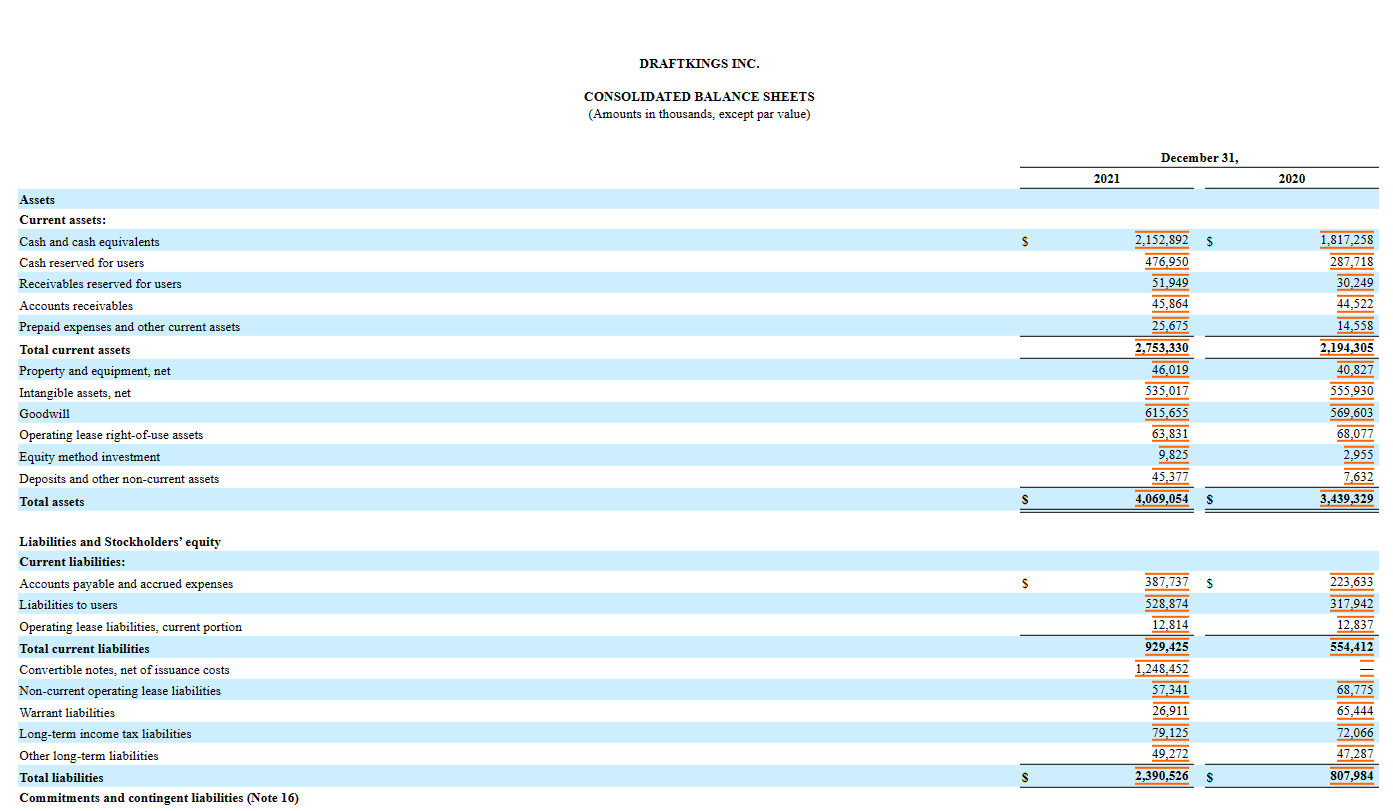 DRAFTKINGS INC.
CONSOLIDATED BALANCE SHEETS
(Amounts in thousands, except par value)
December 31,
2021 2020
Assets
Current assets:
Cash and cash equivalents $ 2,152,892 $ 1,817,258
Cash reserved for users 476,950 287,718
Receivables reserved for users 51,949 30,249
Accounts receivables 45,864 44,522
Prepaid expenses and other current assets 25,675 14,558
Total current assets 2,753,330 2,194,305
Property and equipment, net 46,019 40,827
Intangible assets, net 535,017 555,930
Goodwill 615,655 569,603
Operating lease right-of-use assets 63,831 68,077
Equity method investment 9,825 2,955
Deposits and other non-current assets 45,377 7,632
Total assets $ 4,069,054 $ 3,439,329
Liabilities and Stockholders’ equity
Current liabilities:
Accounts payable and accrued expenses $ 387,737 $ 223,633
Liabilities to users 528,874 317,942
Operating lease liabilities, current portion 12,814 12,837
Total current liabilities 929,425 554,412
Convertible notes, net of issuance costs 1,248,452 —
Non-current operating lease liabilities 57,341 68,775
Warrant liabilities 26,911 65,444
Long-term income tax liabilities 79,125 72,066
Other long-term liabilities 49,272 47,287
Total liabilities $ 2,390,526 $ 807,984
Commitments and contingent liabilities (Note 16)